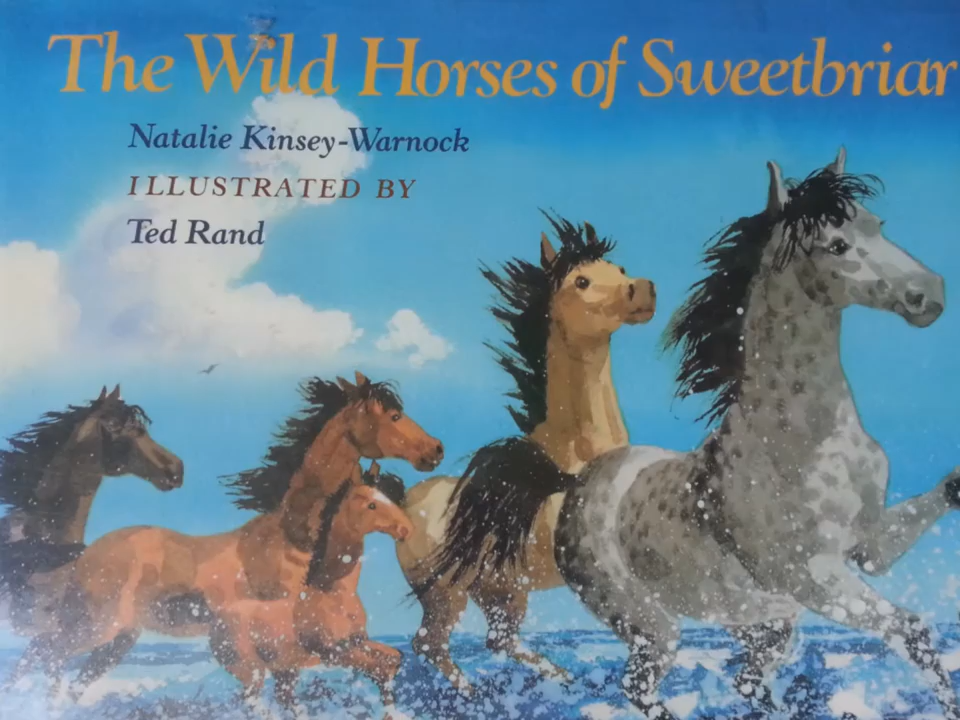 The Wild Horses of Sweetbriar
Natalie Kinsey-Warnock
ILLUSTRATED BY
Ted Rand